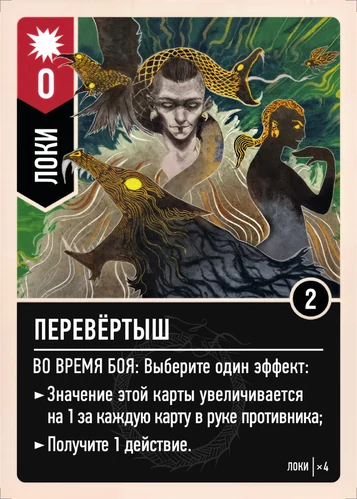 0
ЛОКИ
2
ПЕРЕВЁРТЫШ
ВО ВРЕМЯ БОЯ: Выберите один эффект:
► Значение этой карты увеличивается
на 1 за каждую карту в руке противника;
► Получите 1 действие.
ЛОКИ | ×4